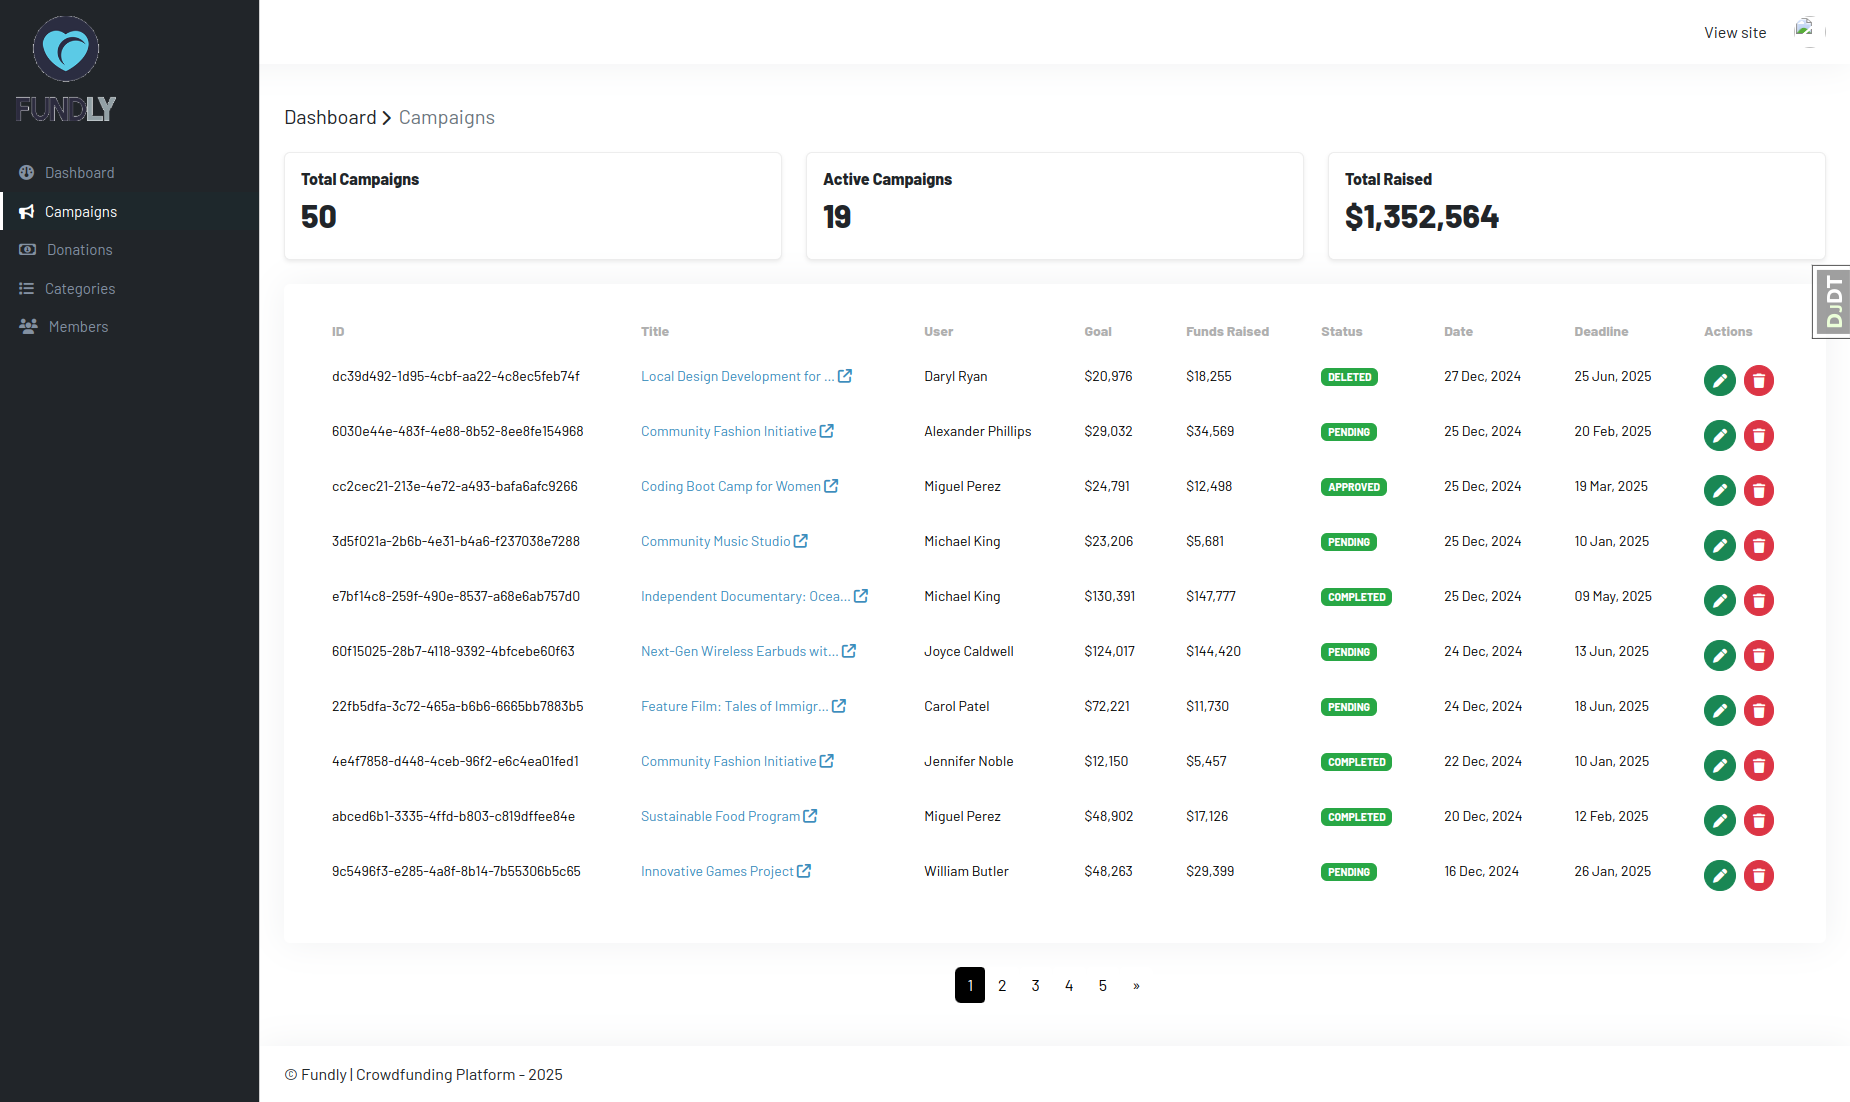 FUNDLY
View site
Dashboard
Campaigns
Donations
Categories
Members
Dashboard Campaigns
Total Campaigns
50
Active Campaigns
19
Total Raised
$1,352,564
DJDT
ID Title User Goal Funds Raised Status Date Deadline Actions
dc39d492-1d95-4cbf-aa22-4c8ec5feb74f Local Design Development for ... Daryl Ryan $20,976 $18,255 DELETED 27 Dec, 2024 25 Jun, 2025
6030e44e-483f-4e88-8b52-8ee8fe154968 Community Fashion Initiative Alexander Phillips $29,032 $34,569 PENDING 25 Dec, 2024 20 Feb, 2025
cc2cec21-213e-4e72-a493-bafa6afc9266 Coding Boot Camp for Women Miguel Perez $24,791 $12,498 APPROVED 25 Dec, 2024 19 Mar, 2025
3d5f021a-2b6b-4e31-b4a6-f237038e7288 Community Music Studio Michael King $23,206 $5,681 PENDING 25 Dec, 2024 10 Jan, 2025
e7bf14c8-259f-490e-8537-a68e6ab757d0 Independent Documentary: Ocea... Michael King $130,391 $147,777 COMPLETED 25 Dec, 2024 09 May, 2025
60f15025-28b7-4118-9392-4bfcebe60f63 Next-Gen Wireless Earbuds wit... Joyce Caldwell $124,017 $144,420 PENDING 24 Dec, 2024 13 Jun, 2025
22fb5dfa-3c72-465a-b6b6-6665bb7883b5 Feature Film: Tales of Immigr... Carol Patel $72,221 $11,730 PENDING 24 Dec, 2024 18 Jun, 2025
4e4f7858-d448-4ceb-96f2-e6c4ea01fed1 Community Fashion Initiative Jennifer Noble $12,150 $5,457 COMPLETED 22 Dec, 2024 10 Jan, 2025
abced6b1-3335-4ffd-b803-c819dffee84e Sustainable Food Program Miguel Perez $48,902 $17,126 COMPLETED 20 Dec, 2024 12 Feb, 2025
9c5496f3-e285-4a8f-8b14-7b55306b5c65 Innovative Games Project William Butler $48,263 $29,399 PENDING 16 Dec, 2024 26 Jan, 2025
1 2 3 4 5 »
© Fundly | Crowdfunding Platform - 2025